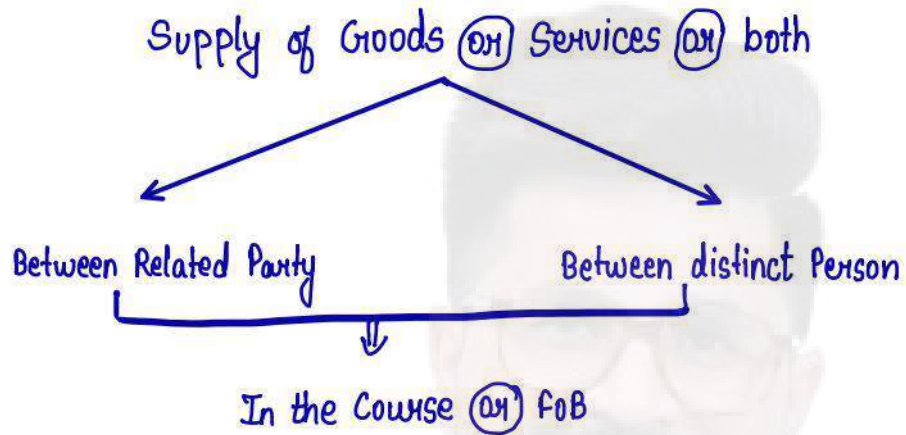 Supply of Goods or Services or both
Between Related Party
Between distinct Person
In the Course or FOB